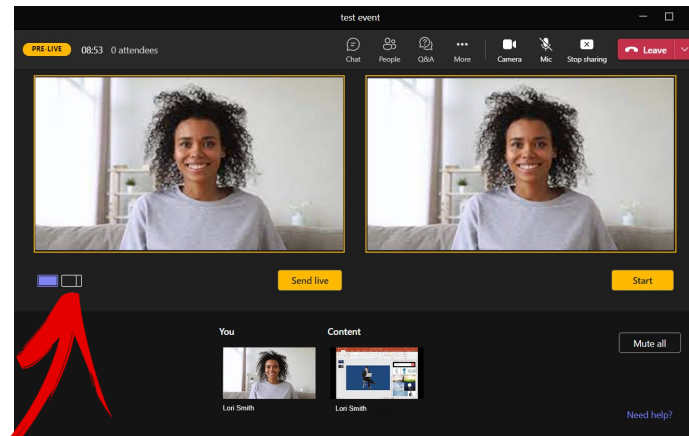 test event
PRE-LIVE 08:53 0 attendees
Chat People Q&A More Camera Mic Stop sharing Leave
Send live Start
You Content
Mute all
Lori Smith Lori Smith
Need help?